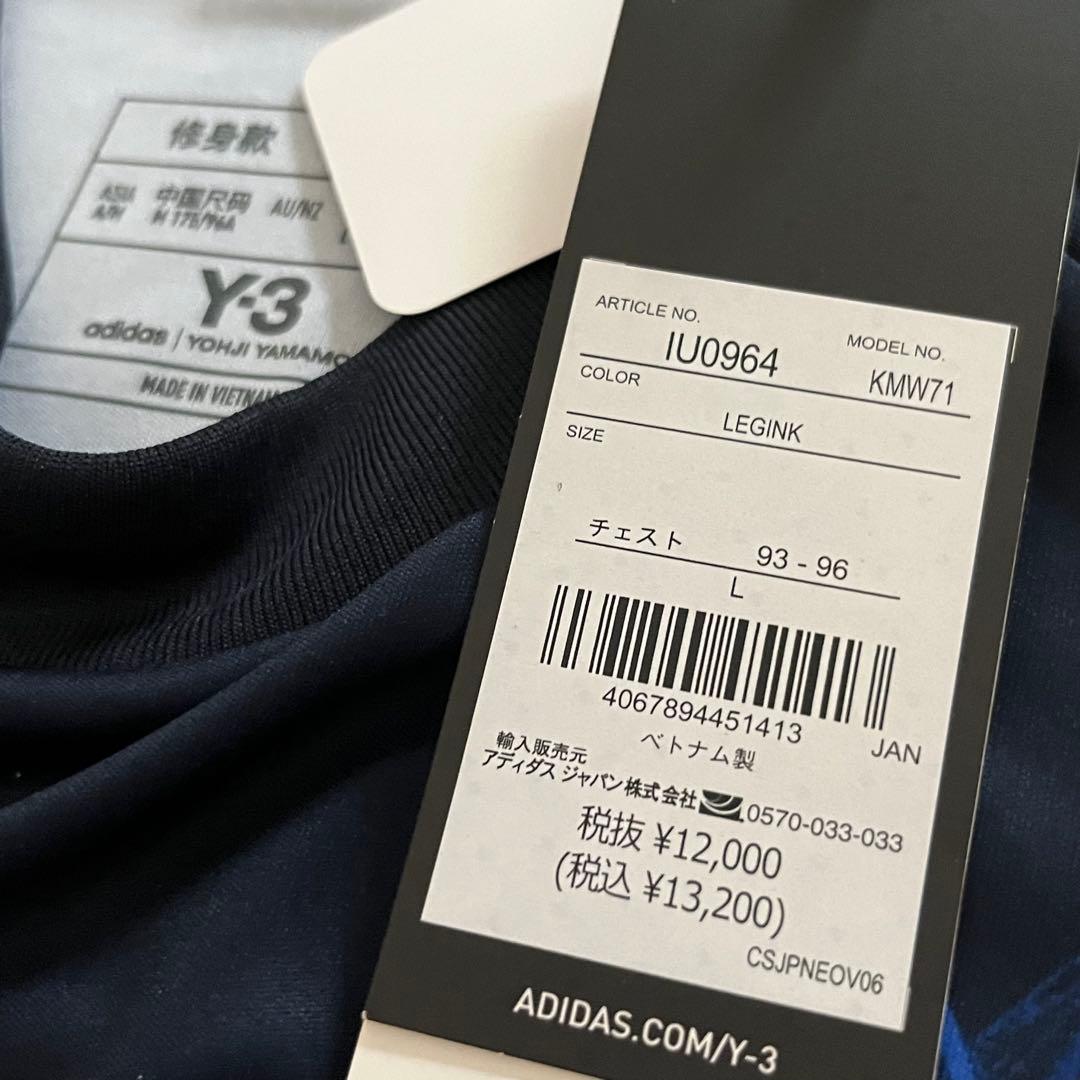 修身款
ASIA 中国尺码 AU/NZ
A/H M 175/96A
Y-3
adidas / YOHJI YAMAMO
MADE IN VIETNAM
ARTICLE NO.
MODEL NO.
IU0964
KMW71
COLOR
LEGINK
SIZE
チェスト 93 - 96
L
4067894451413
JAN
ベトナム製
輸入販売元
アディダス ジャパン株式会社 0570-033-033
税抜 ¥12,000
(税込 ¥13,200)
CSJPNEOV06
ADIDAS.COM/Y-3